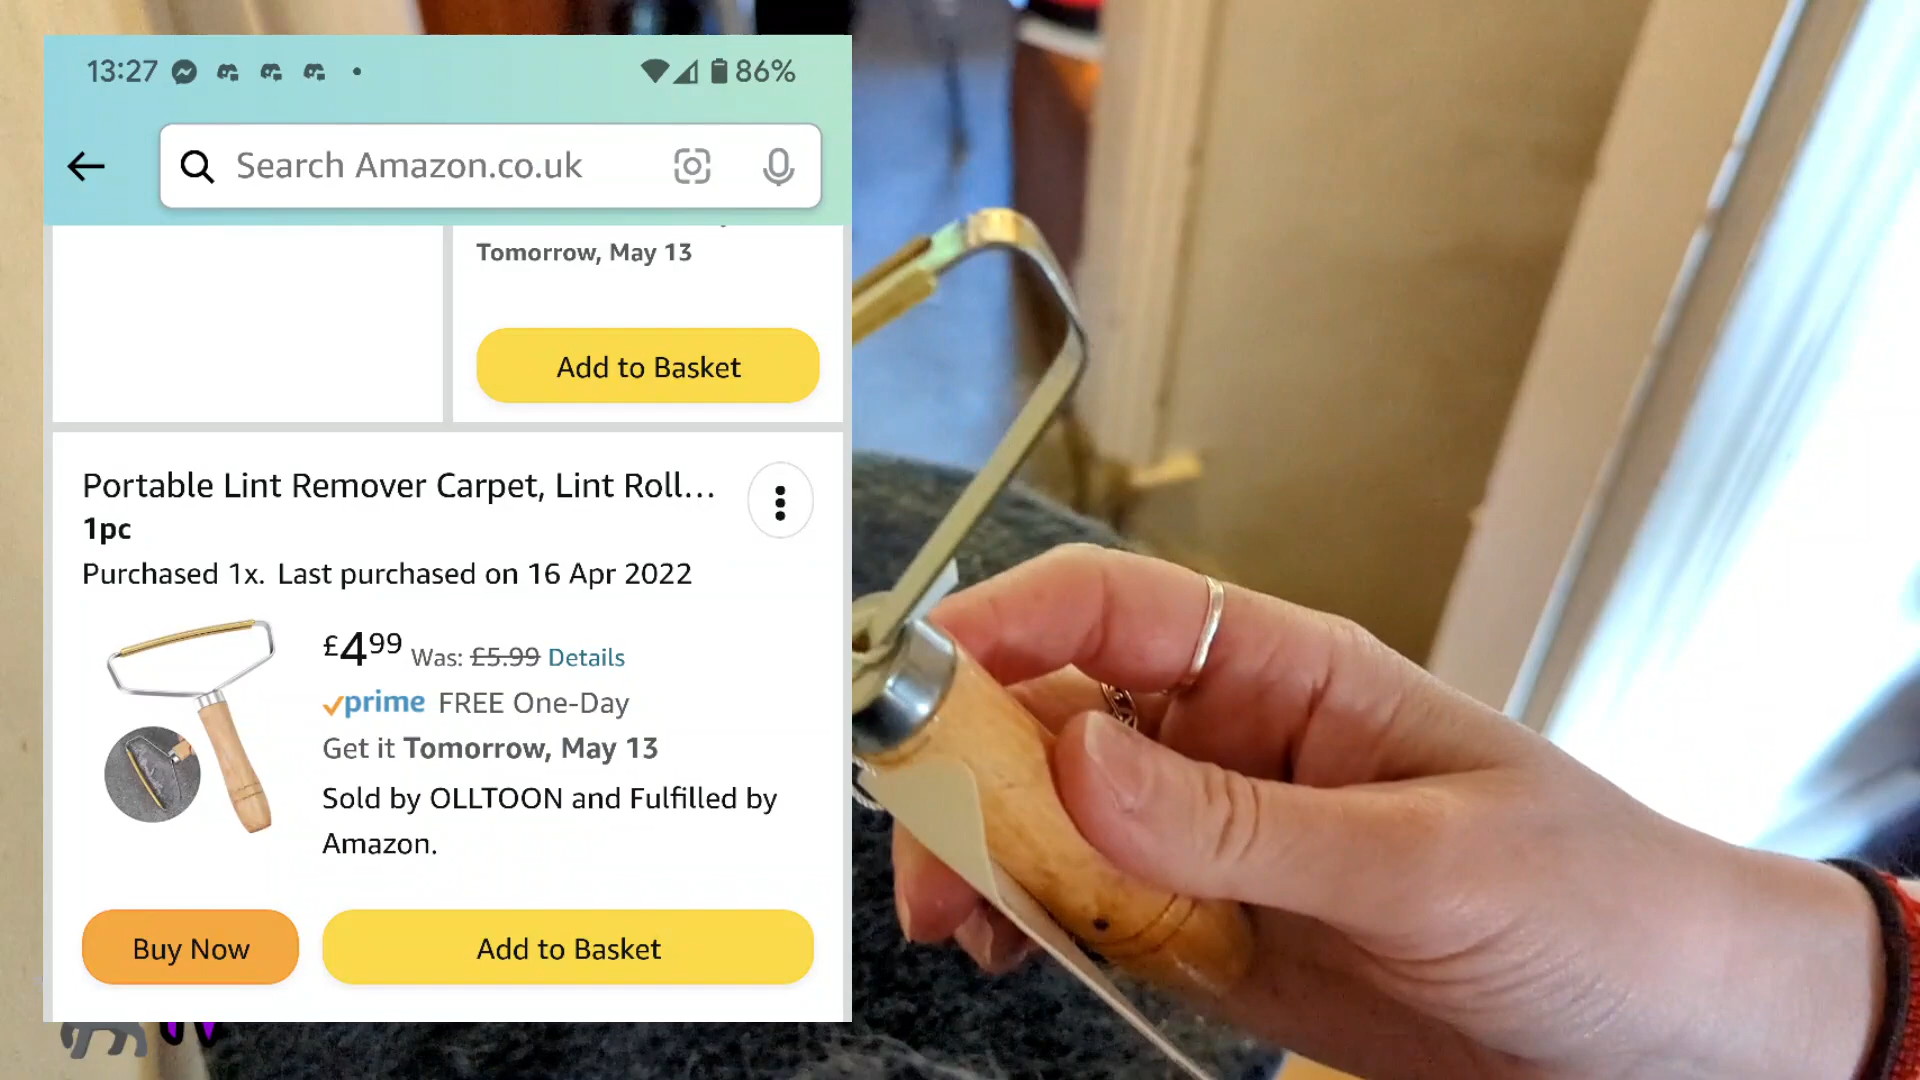 13:27
86%
Search Amazon.co.uk
Tomorrow, May 13
Add to Basket
Portable Lint Remover Carpet, Lint Roll...
1pc
Purchased 1x. Last purchased on 16 Apr 2022
£4.99 Was: £5.99 Details
prime FREE One-Day
Get it Tomorrow, May 13
Sold by OLLTOON and Fulfilled by
Amazon.
Buy Now
Add to Basket